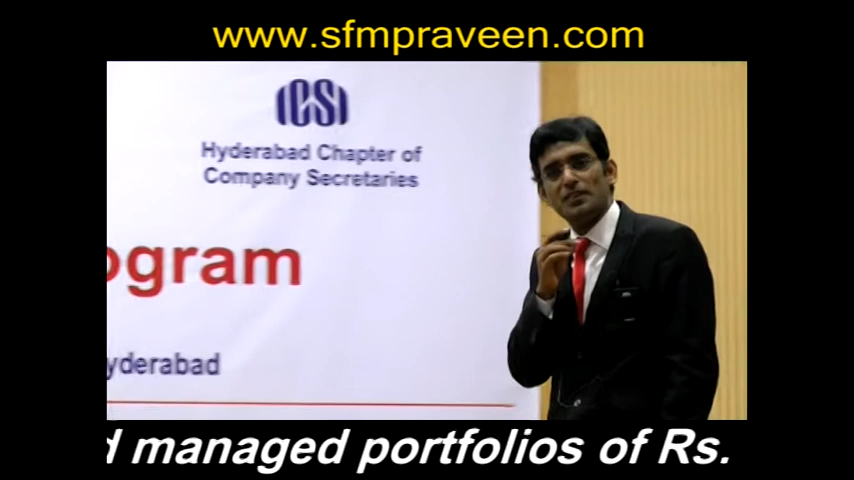 www.sfmpraveen.com
ICSI
Hyderabad Chapter of
Company Secretaries
ogram
yderabad
d managed portfolios of Rs.